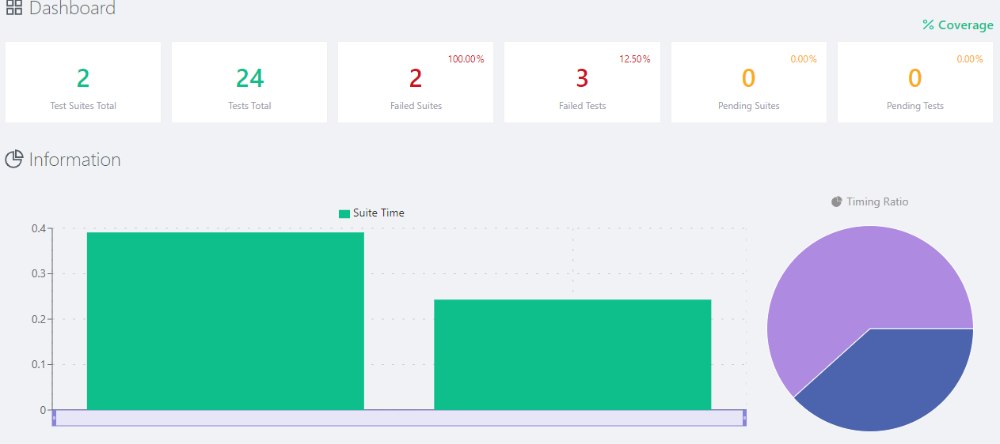 Dashboard
% Coverage
2
Test Suites Total
24
Tests Total
100.00%
2
Failed Suites
12.50%
3
Failed Tests
0.00%
0
Pending Suites
0.00%
0
Pending Tests
Information
Suite Time
0.4
0.3
0.2
0.1
0
Timing Ratio